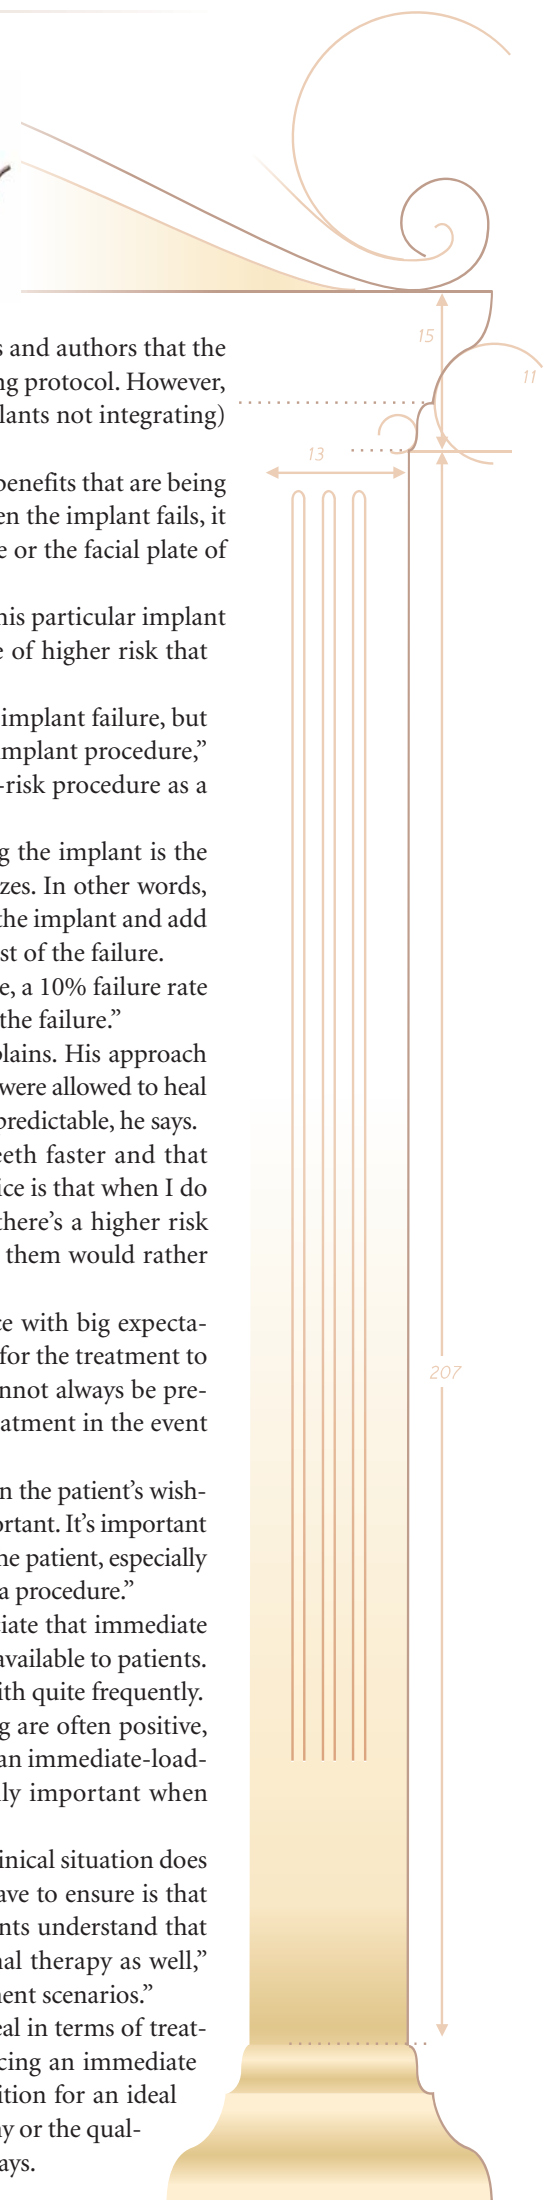 s and authors that the
ng protocol. However,
lants not integrating)
benefits that are being
en the implant fails, it
e or the facial plate of
his particular implant
e of higher risk that
implant failure, but
implant procedure,”
-risk procedure as a
g the implant is the
zes. In other words,
the implant and add
st of the failure.
e, a 10% failure rate
the failure.”
plains. His approach
were allowed to heal
predictable, he says.
eeth faster and that
ice is that when I do
there’s a higher risk
them would rather
ce with big expecta-
for the treatment to
annot always be pre-
eatment in the event
n the patient’s wish-
ortant. It’s important
he patient, especially
a procedure.”
tiate that immediate
available to patients.
ith quite frequently.
g are often positive,
an immediate-load-
lly important when
inical situation does
ave to ensure is that
nts understand that
nal therapy as well,”
ment scenarios.”
eal in terms of treat-
cing an immediate
ition for an ideal
y or the qual-
ays.
15
11
13
207